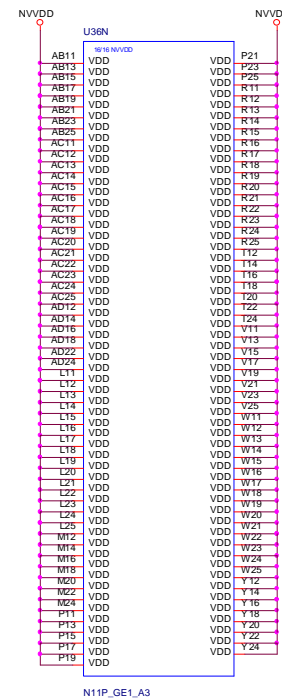 NVVDD NVVD
U36N
16/16 NVVDD
AB11 VDD VDD P21
AB13 VDD VDD P23
AB15 VDD VDD P25
AB17 VDD VDD R11
AB19 VDD VDD R12
AB21 VDD VDD R13
AB23 VDD VDD R14
AB25 VDD VDD R15
AC11 VDD VDD R16
AC12 VDD VDD R17
AC13 VDD VDD R18
AC14 VDD VDD R19
AC15 VDD VDD R20
AC16 VDD VDD R21
AC17 VDD VDD R22
AC18 VDD VDD R23
AC19 VDD VDD R24
AC20 VDD VDD R25
AC21 VDD VDD T12
AC22 VDD VDD T14
AC23 VDD VDD T16
AC24 VDD VDD T18
AC25 VDD VDD T20
AD12 VDD VDD T22
AD14 VDD VDD T24
AD16 VDD VDD V11
AD18 VDD VDD V13
AD22 VDD VDD V15
AD24 VDD VDD V17
L11 VDD VDD V19
L12 VDD VDD V21
L13 VDD VDD V23
L14 VDD VDD V25
L15 VDD VDD W11
L16 VDD VDD W12
L17 VDD VDD W13
L18 VDD VDD W14
L19 VDD VDD W15
L20 VDD VDD W16
L21 VDD VDD W17
L22 VDD VDD W18
L23 VDD VDD W19
L24 VDD VDD W20
L25 VDD VDD W21
M12 VDD VDD W22
M14 VDD VDD W23
M16 VDD VDD W24
M18 VDD VDD W25
M20 VDD VDD Y12
M22 VDD VDD Y14
M24 VDD VDD Y16
P11 VDD VDD Y18
P13 VDD VDD Y20
P15 VDD VDD Y22
P17 VDD VDD Y24
P19 VDD
N11P_GE1_A3